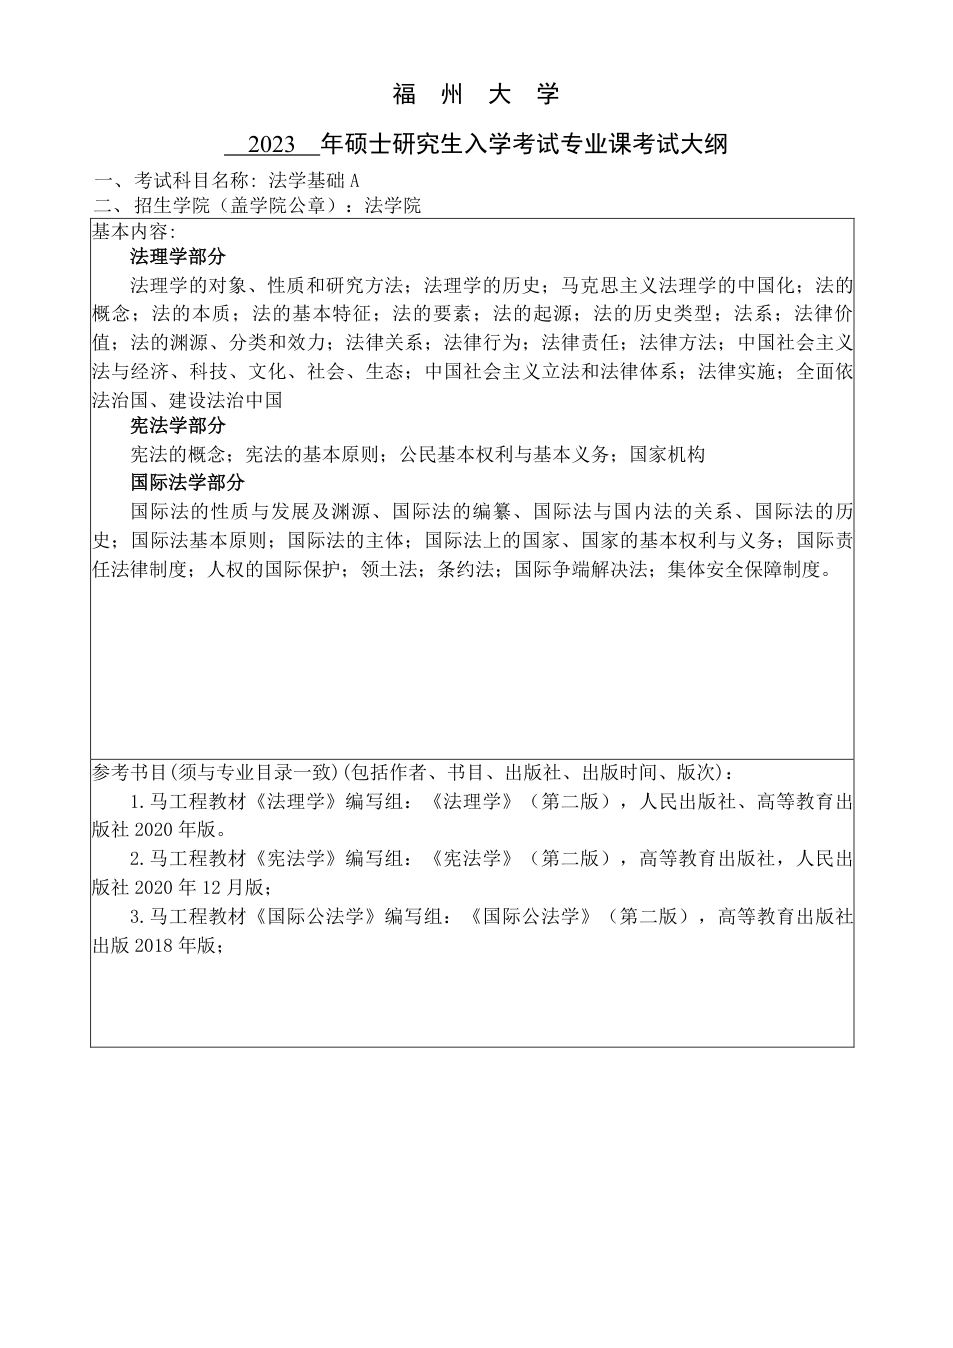 福 州 大 学
2023 年硕士研究生入学考试专业课考试大纲
一、考试科目名称: 法学基础 A
二、招生学院（盖学院公章）: 法学院
基本内容:
法理学部分
法理学的对象、性质和研究方法；法理学的历史；马克思主义法理学的中国化；法的
概念；法的本质；法的基本特征；法的要素；法的起源；法的历史类型；法系；法律价
值；法的渊源、分类和效力；法律关系；法律行为；法律责任；法律方法；中国社会主义
法与经济、科技、文化、社会、生态；中国社会主义立法和法律体系；法律实施；全面依
法治国、建设法治中国
宪法学部分
宪法的概念；宪法的基本原则；公民基本权利与基本义务；国家机构
国际法学部分
国际法的性质与发展及渊源、国际法的编纂、国际法与国内法的关系、国际法的历
史；国际法基本原则；国际法的主体；国际法上的国家、国家的基本权利与义务；国际责
任法律制度；人权的国际保护；领土法；条约法；国际争端解决法；集体安全保障制度。
参考书目(须与专业目录一致)(包括作者、书目、出版社、出版时间、版次):
1.马工程教材《法理学》编写组：《法理学》（第二版），人民出版社、高等教育出
版社 2020 年版。
2.马工程教材《宪法学》编写组：《宪法学》（第二版），高等教育出版社，人民出
版社 2020 年 12 月版；
3.马工程教材《国际公法学》编写组：《国际公法学》（第二版），高等教育出版社
出版 2018 年版；